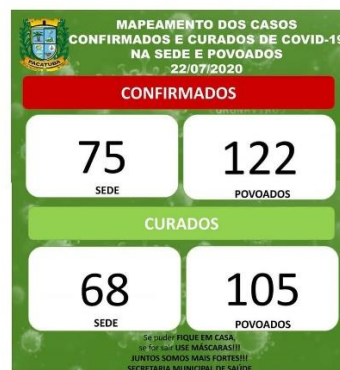 MAPEAMENTO DOS CASOS
CONFIRMADOS E CURADOS DE COVID-19
NA SEDE E POVOADOS
22/07/2020
PACATUBA
CONFIRMADOS
75
SEDE
122
POVOADOS
CURADOS
68
SEDE
105
POVOADOS
Se puder FIQUE EM CASA,
se for sair USE MÁSCARAS!!!
JUNTOS SOMOS MAIS FORTES!!!
SECRETARIA MUNICIPAL DE SAÚDE